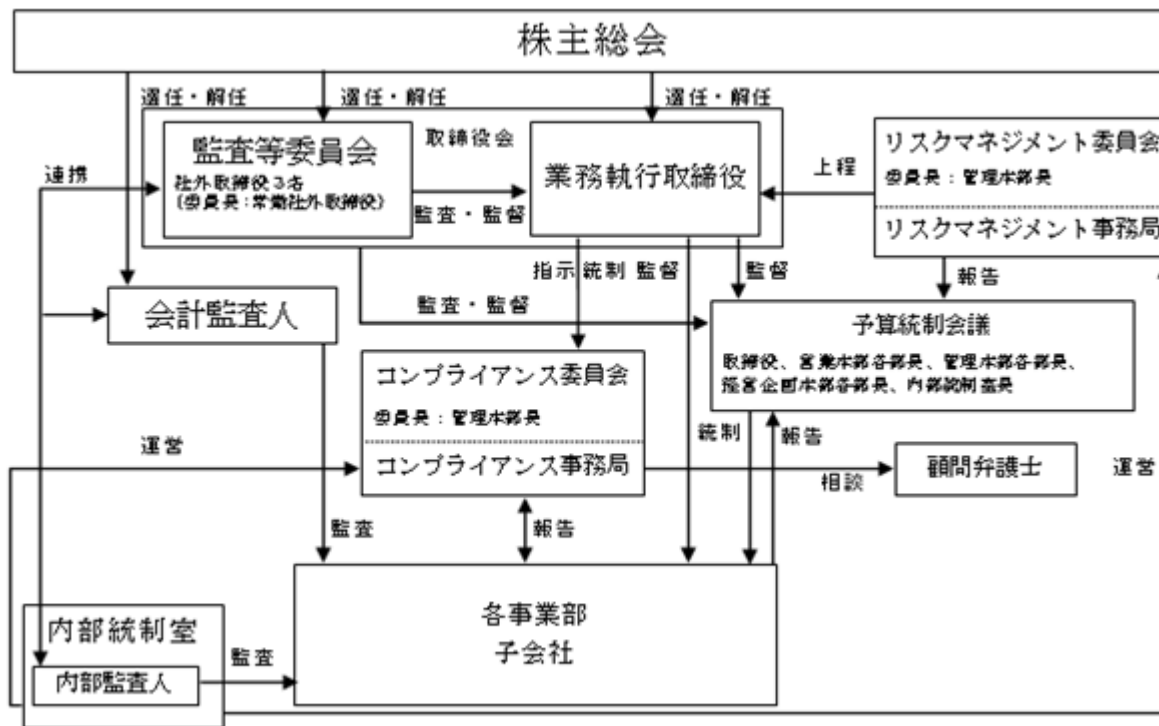 株主総会
選任・解任
選任・解任
選任・解任
監査等委員会
社外取締役3名
(委員長:常勤社外取締役)
取締役会
業務執行取締役
連携
監査・監督
上程
リスクマネジメント委員会
委員長:管理本部長
リスクマネジメント事務局
指示
統制
監督
監督
報告
会計監査人
監査・監督
予算統制会議
取締役、営業本部各部長、管理本部各部長、
経営企画本部各部長、内部統制室長
コンプライアンス委員会
委員長:管理本部長
コンプライアンス事務局
運営
統制
報告
相談
顧問弁護士
運営
監査
報告
各事業部
子会社
内部統制室
内部監査人
監査